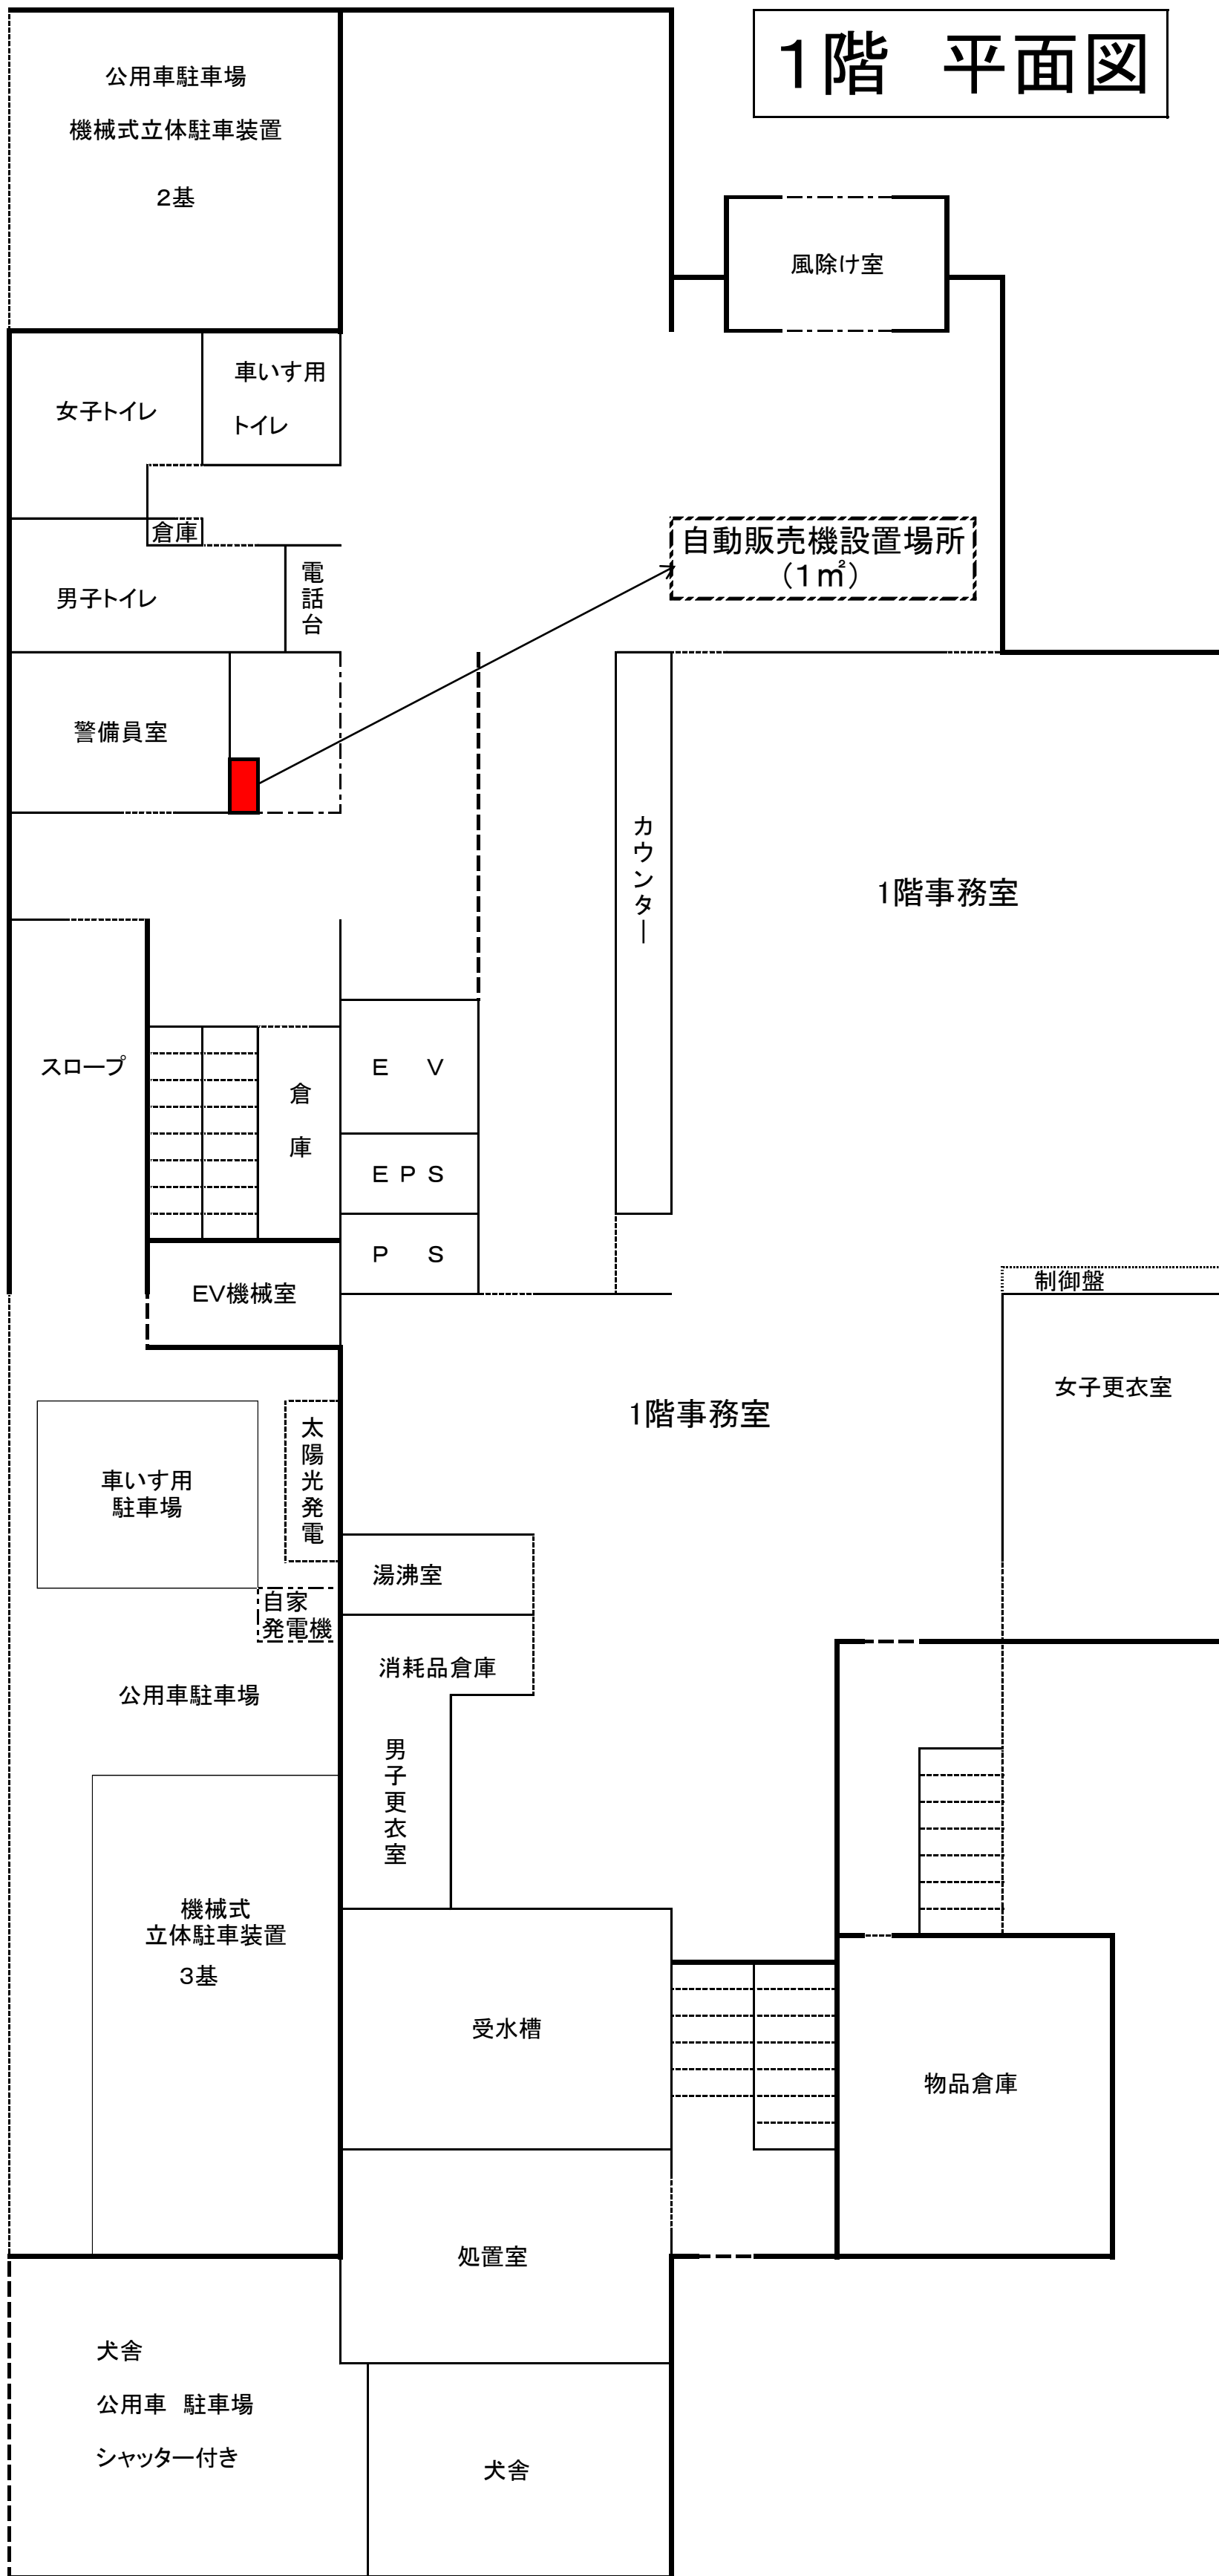 １階　平面図
公用車駐車場
機械式立体駐車装置
２基
風除け室
車いす用
トイレ
女子トイレ
倉庫
自動販売機設置場所
（１㎡）
電話台
男子トイレ
警備員室
カウンター
1階事務室
スロープ
倉庫
Ｅ　Ｖ
ＥＰＳ
Ｐ　Ｓ
EV機械室
制御盤
女子更衣室
1階事務室
太陽光発電
車いす用
駐車場
湯沸室
自家
発電機
消耗品倉庫
公用車駐車場
男子更衣室
機械式
立体駐車装置
３基
受水槽
物品倉庫
処置室
犬舎
公用車　駐車場
シャッター付き
犬舎